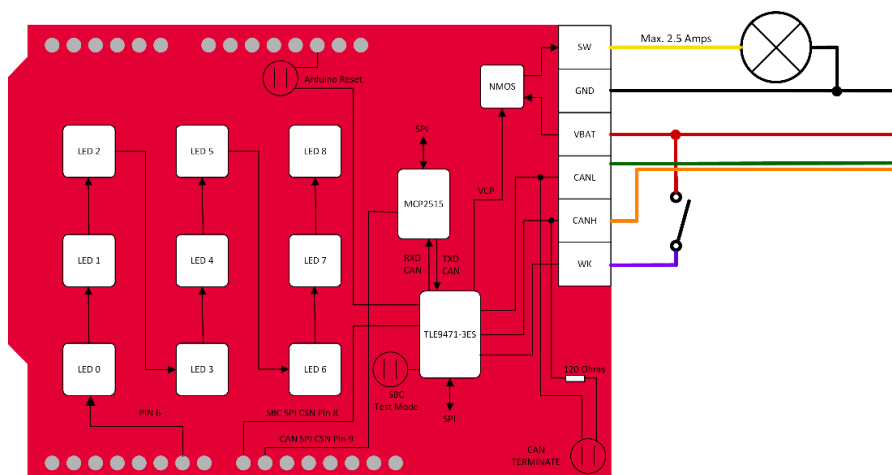 Max. 2.5 Amps
SW
Arduino Reset
NMOS
GND
VBAT
LED 2
LED 5
LED 8
SPI
CANL
VCP
MCP2515
CANH
LED 1
LED 4
LED 7
RXD
CAN
TXD
CAN
WK
TLE9471-3ES
LED 0
LED 3
LED 6
120 Ohms
SBC
Test Mode
PIN 6
SBC SPI CSN Pin 8
SPI
CAN SPI CSN Pin 9
CAN
TERMINATE